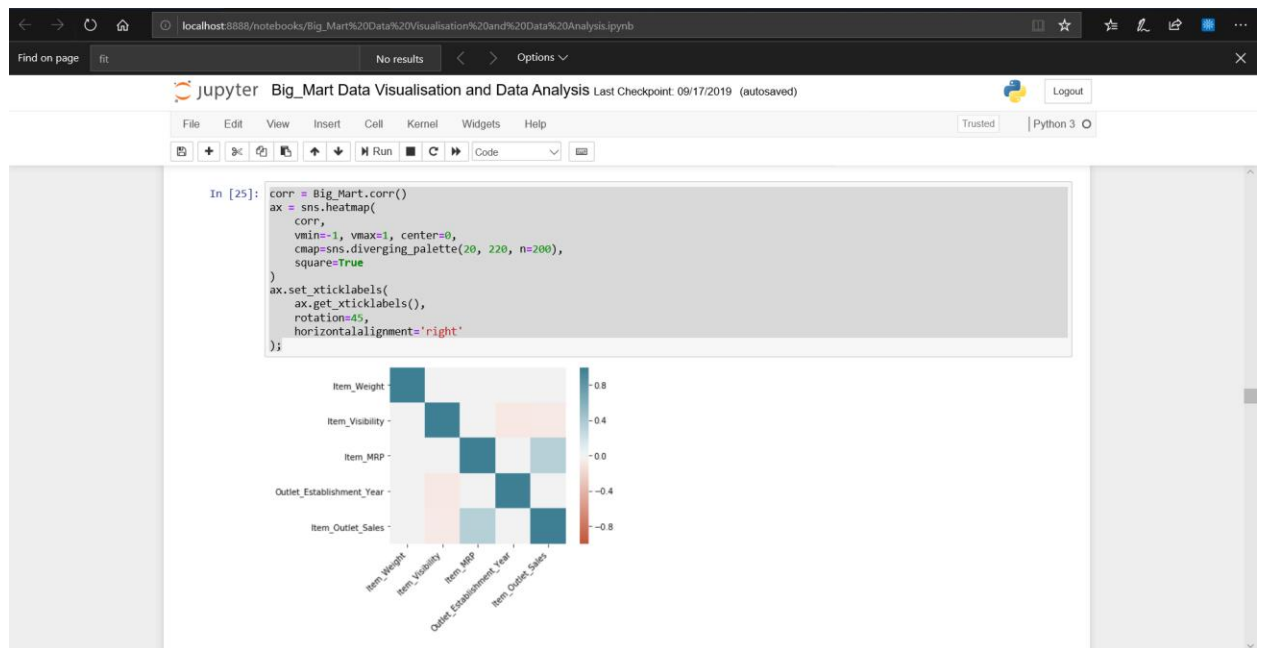 localhost:8888/notebooks/Big_Mart%20Data%20Visualisation%20and%20Data%20Analysis.ipynb
Find on page fit No results Options
jupyter Big_Mart Data Visualisation and Data Analysis Last Checkpoint: 09/17/2019 (autosaved) Logout
File Edit View Insert Cell Kernel Widgets Help Trusted Python 3
Run Code
In [25]: corr = Big_Mart.corr()
ax = sns.heatmap(
    corr,
    vmin=-1, vmax=1, center=0,
    cmap=sns.diverging_palette(20, 220, n=200),
    square=True
)
ax.set_xticklabels(
    ax.get_xticklabels(),
    rotation=45,
    horizontalalignment='right'
);
Item_Weight
Item_Visibility
Item_MRP
Outlet_Establishment_Year
Item_Outlet_Sales
0.8
0.4
0.0
-0.4
-0.8
Item_Weight
Item_Visibility
Item_MRP
Outlet_Establishment_Year
Item_Outlet_Sales